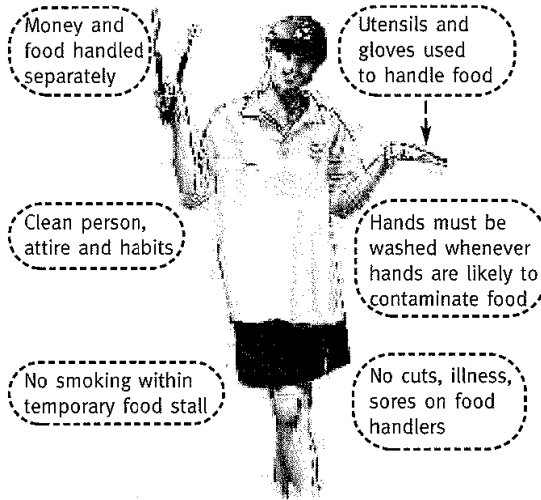 Money and
food handled
separately
Utensils and
gloves used
to handle food
Clean person,
attire and habits
Hands must be
washed whenever
hands are likely to
contaminate food
No smoking within
temporary food stall
No cuts, illness,
sores on food
handlers